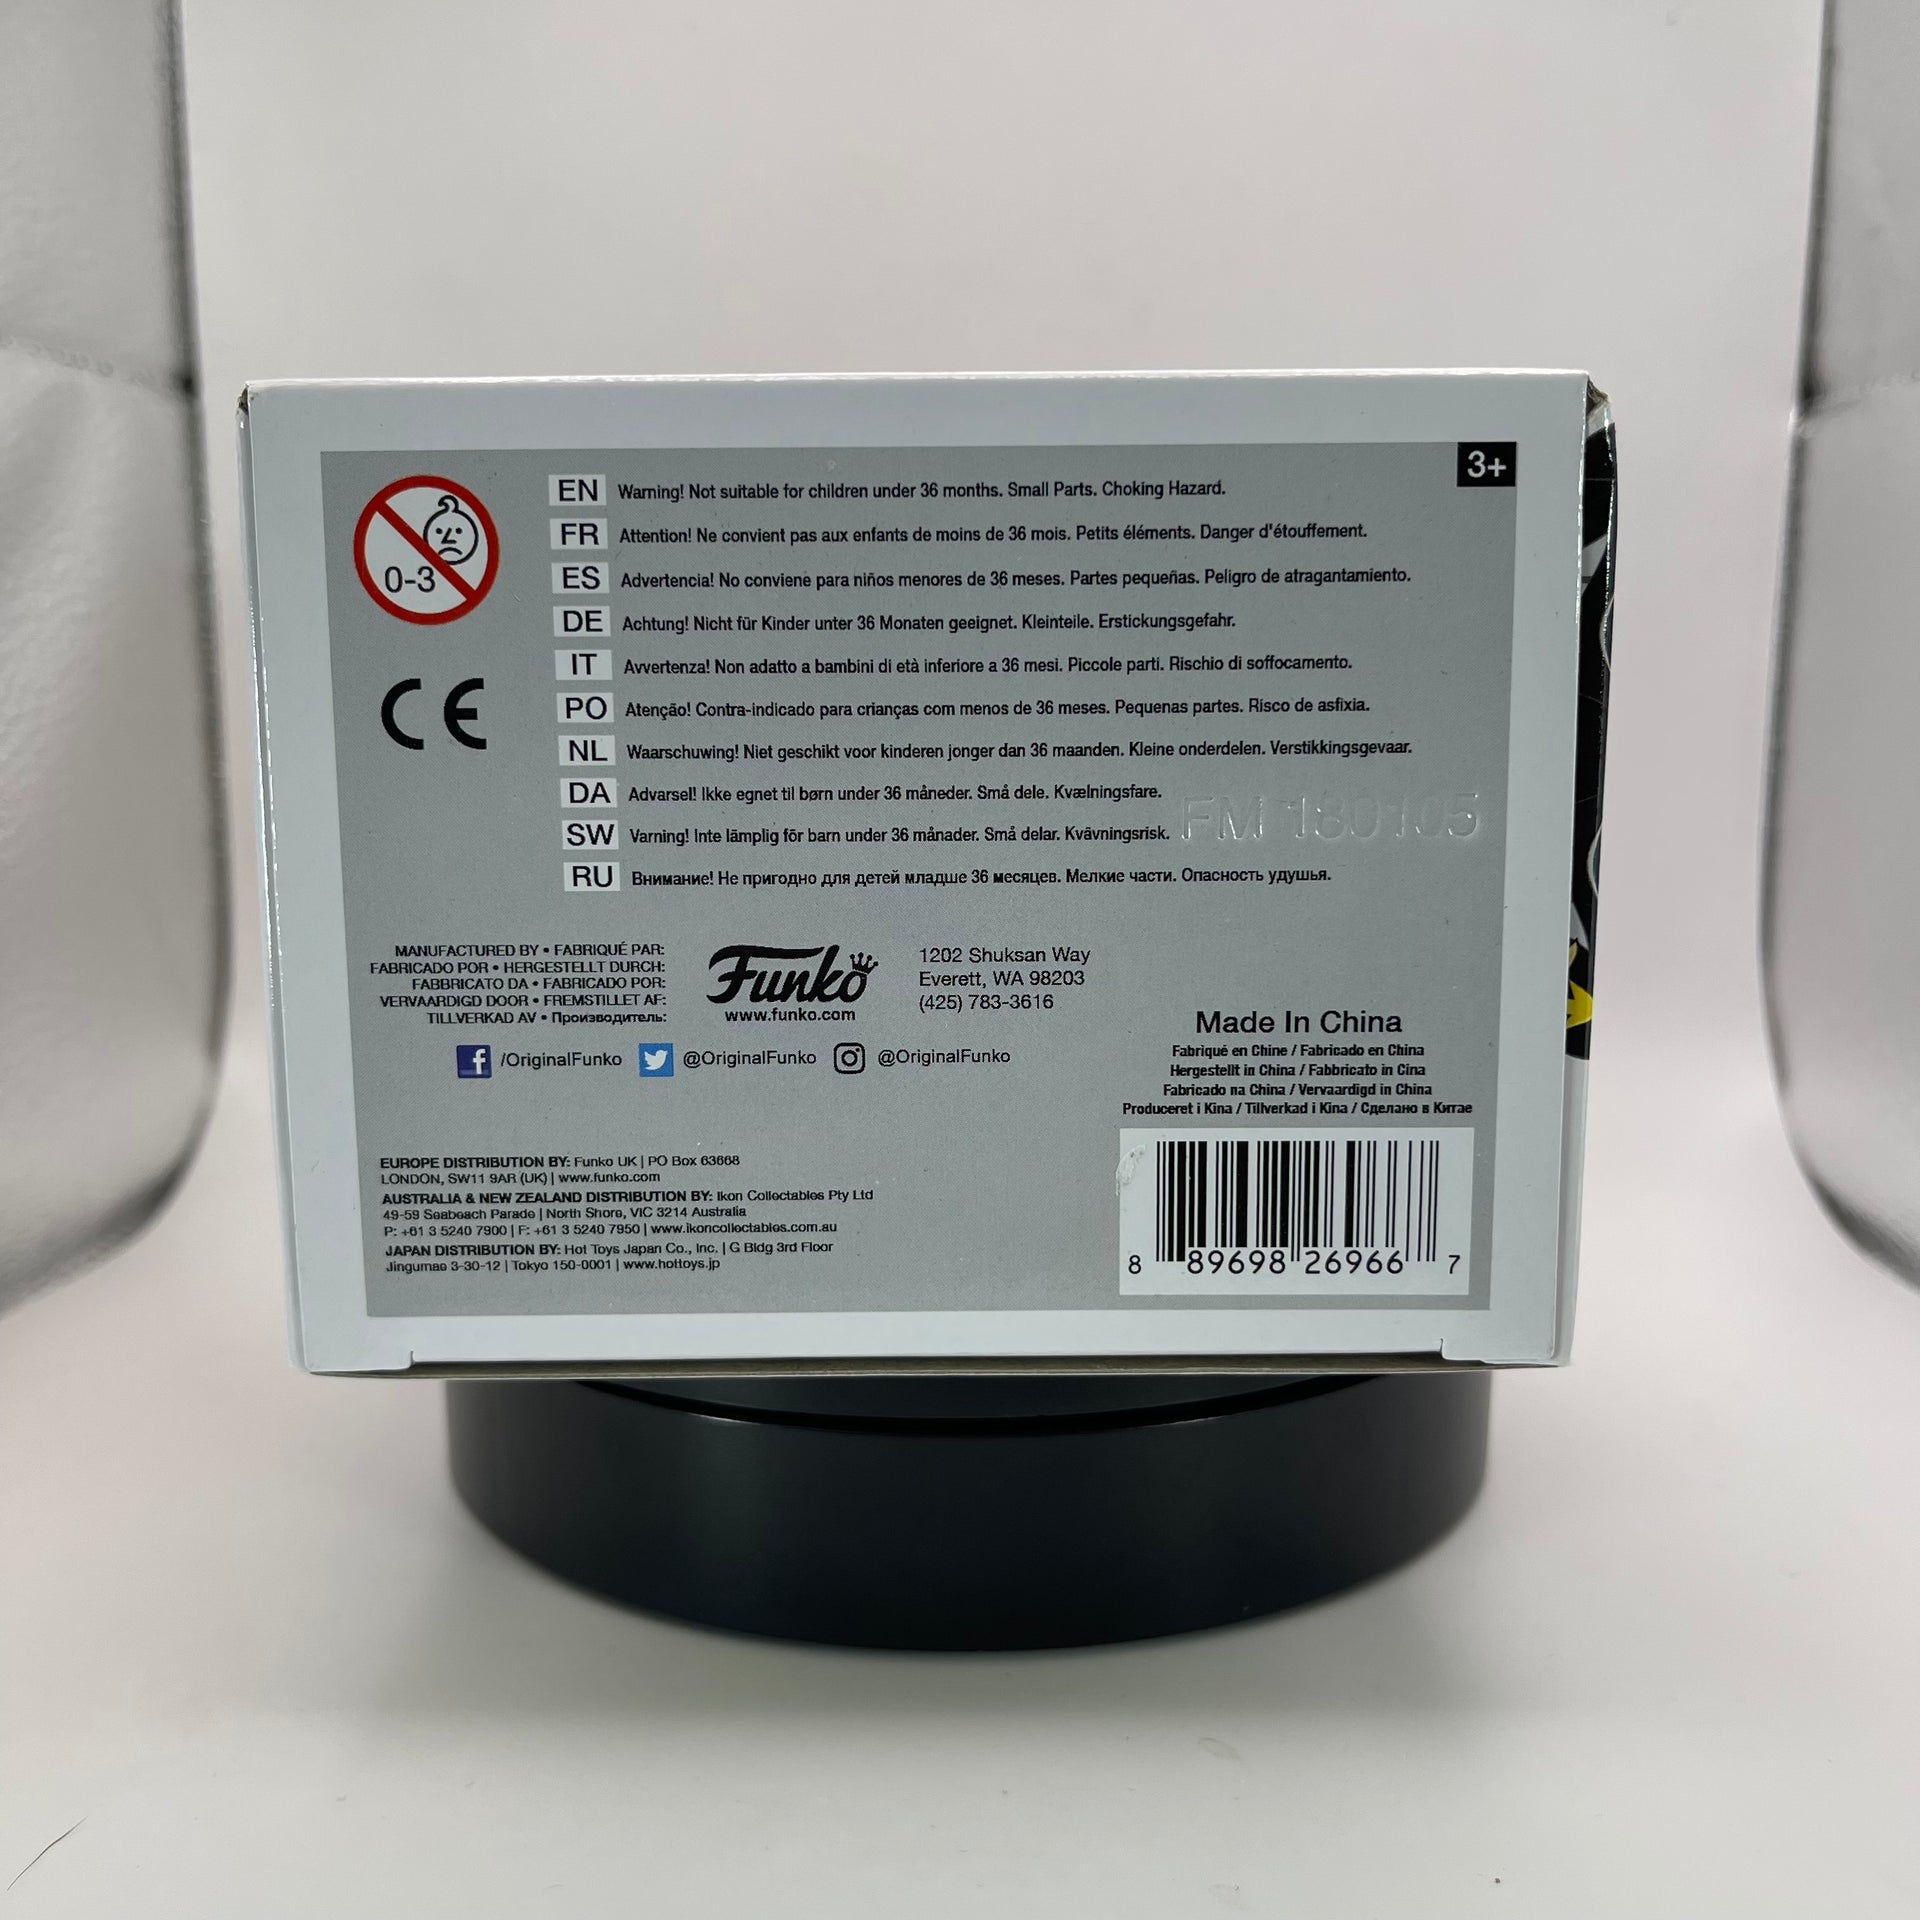 3+
0-3
EN Warning! Not suitable for children under 36 months. Small Parts. Choking Hazard.
FR Attention! Ne convient pas aux enfants de moins de 36 mois. Petits éléments. Danger d'étouffement.
ES Advertencia! No conviene para niños menores de 36 meses. Partes pequeñas. Peligro de atragantamiento.
DE Achtung! Nicht für Kinder unter 36 Monaten geeignet. Kleinteile. Erstickungsgefahr.
IT Avvertenza! Non adatto a bambini di età inferiore a 36 mesi. Piccole parti. Rischio di soffocamento.
PO Atenção! Contra-indicado para crianças com menos de 36 meses. Pequenas partes. Risco de asfixia.
NL Waarschuwing! Niet geschikt voor kinderen jonger dan 36 maanden. Kleine onderdelen. Verstikkingsgevaar.
DA Advarsel! Ikke egnet til børn under 36 måneder. Små dele. Kvælningsfare.
SW Varning! Inte lämplig för barn under 36 månader. Små delar. Kvävningsrisk.
RU Внимание! Не пригодно для детей младше 36 месяцев. Мелкие части. Опасность удушья.
CE
FM 180105
MANUFACTURED BY • FABRIQUÉ PAR:
FABRICADO POR • HERGESTELLT DURCH:
FABBRICATO DA • FABRICADO POR:
VERVAARDIGD DOOR • FREMSTILLET AF:
TILLVERKAD AV • Производитель:
Funko
www.funko.com
1202 Shuksan Way
Everett, WA 98203
(425) 783-3616
f /OriginalFunko @OriginalFunko @OriginalFunko
Made In China
Fabriqué en Chine / Fabricado en China
Hergestellt in China / Fabbricato in Cina
Fabricado na China / Vervaardigd in China
Produceret i Kina / Tillverkad i Kina / Сделано в Китае
EUROPE DISTRIBUTION BY: Funko UK | PO Box 63668
LONDON, SW11 9AR (UK) | www.funko.com
AUSTRALIA & NEW ZEALAND DISTRIBUTION BY: Ikon Collectables Pty Ltd
49-59 Seabeach Parade | North Shore, VIC 3214 Australia
P: +61 3 5240 7900 | F: +61 3 5240 7950 | www.ikoncollectables.com.au
JAPAN DISTRIBUTION BY: Hot Toys Japan Co., Inc. | G Bldg 3rd Floor
Jingumae 3-30-12 | Tokyo 150-0001 | www.hottoys.jp
8 89698 26966 7